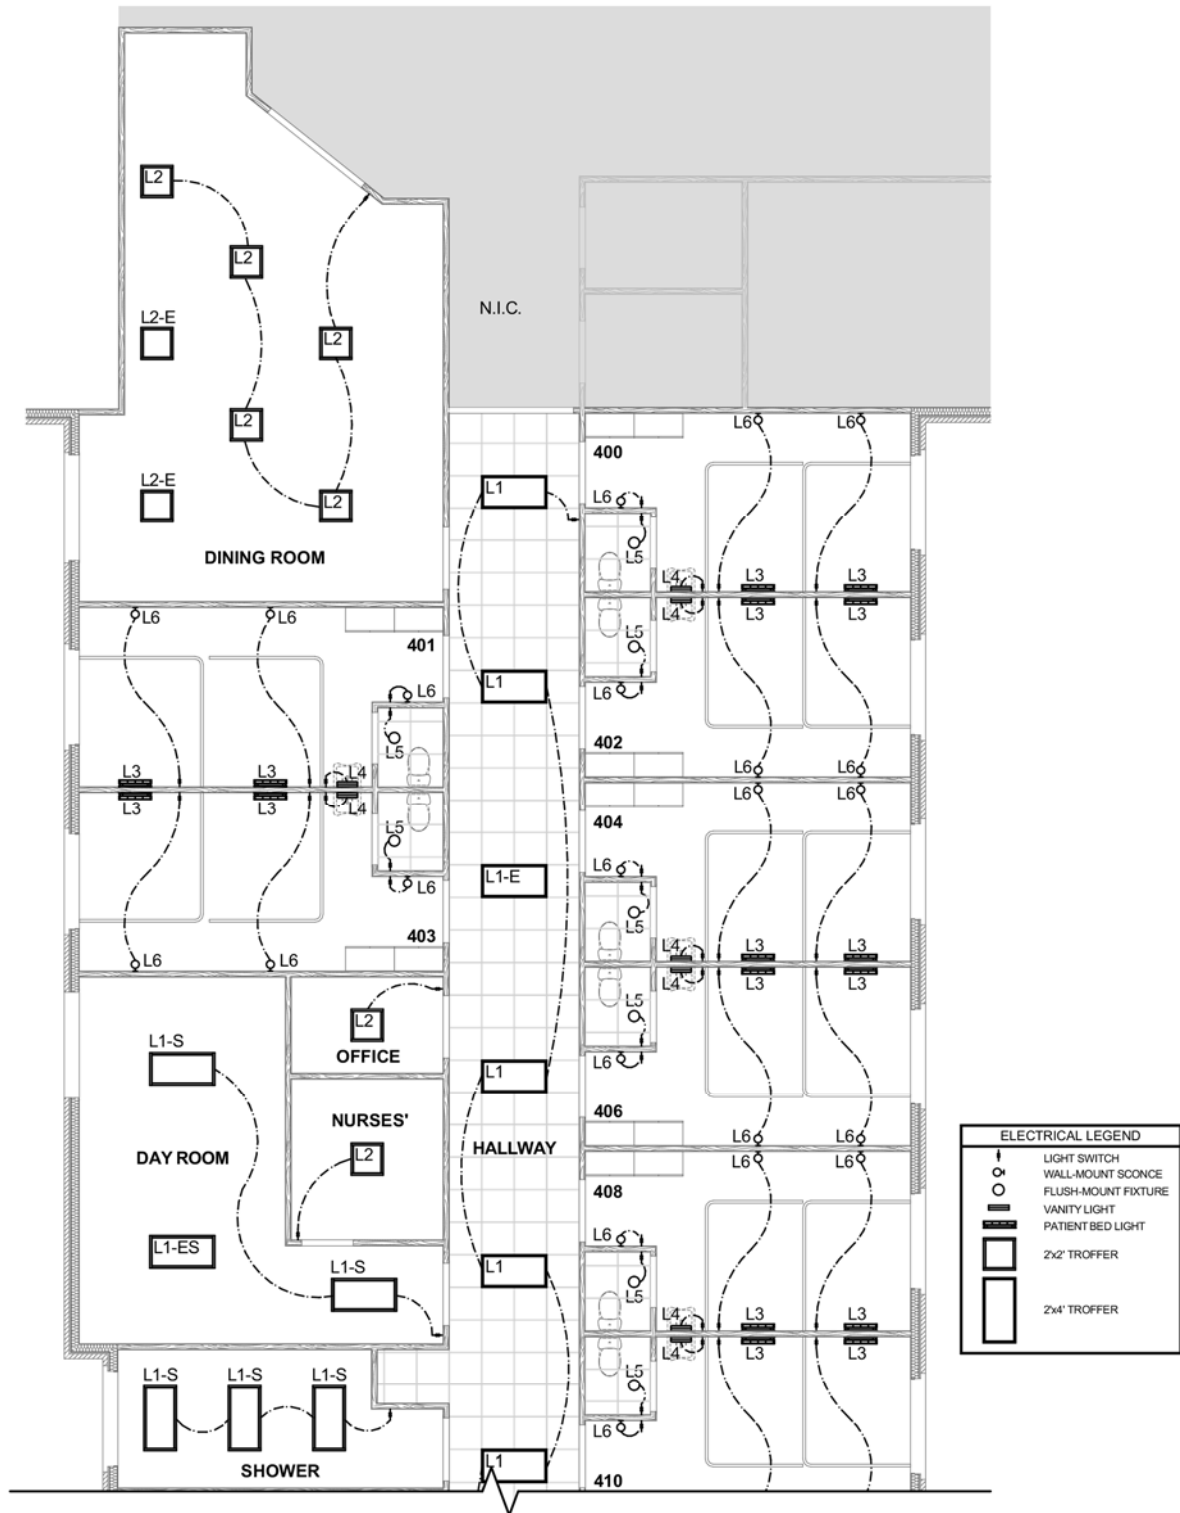 L2
L2
N.I.C.
L2-E
L2
L6
L6
L2
400
L2-E
L1
L6
L2
L5
DINING ROOM
L4
L3
L3
L4
L3
L3
L6
L6
401
L5
L1
L6
L6
402
L5
L6
L6
L3
L3
L4
L6
L6
L3
L3
L4
404
L5
L6
L1-E
L6
L5
403
L4
L3
L3
L6
L6
L4
L3
L3
L5
L2
L1-S
OFFICE
L6
L1
406
NURSES'
L6
L6
DAY ROOM
L2
HALLWAY
L6
L6
408
L1-ES
L6
L1-S
L1
L5
L4
L3
L3
L4
L3
L3
L1-S
L1-S
L1-S
L5
L6
SHOWER
L1
410
ELECTRICAL LEGEND
LIGHT SWITCH
WALL-MOUNT SCONCE
FLUSH-MOUNT FIXTURE
VANITY LIGHT
PATIENT BED LIGHT
2'x2' TROFFER
2'x4' TROFFER